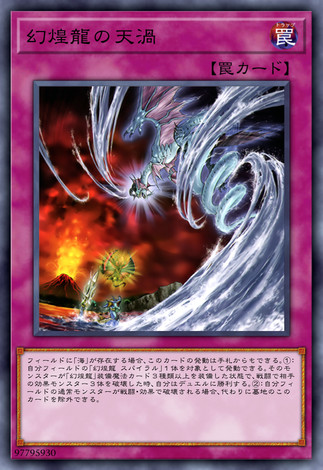 幻煌龍の天渦
トラップ
罠
【罠カード】
フィールドに「海」が存在する場合、このカードの発動は手札からもできる。①:
自分フィールドの「幻煌龍 スパイラル」1体を対象として発動できる。そのモ
ンスターが「幻煌龍」装備魔法カード3種類以上を装備した状態で、戦闘で相手
の効果モンスター3体を破壊した時、自分はデュエルに勝利する。②:自分フィ
ールドの通常モンスターが戦闘・効果で破壊される場合、代わりに墓地のこの
カードを除外できる。
97795930